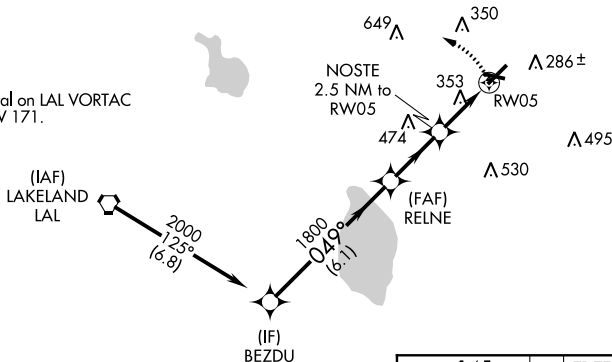 649
350
NOSTE
2.5 NM to
RW05
353
286 ±
RW05
al on LAL VORTAC
171.
474
495
530
(IAF)
LAKELAND
LAL
(FAF)
RELNE
2000
125°
(6.8)
1800
049°
(6.1)
(IF)
BEZDU